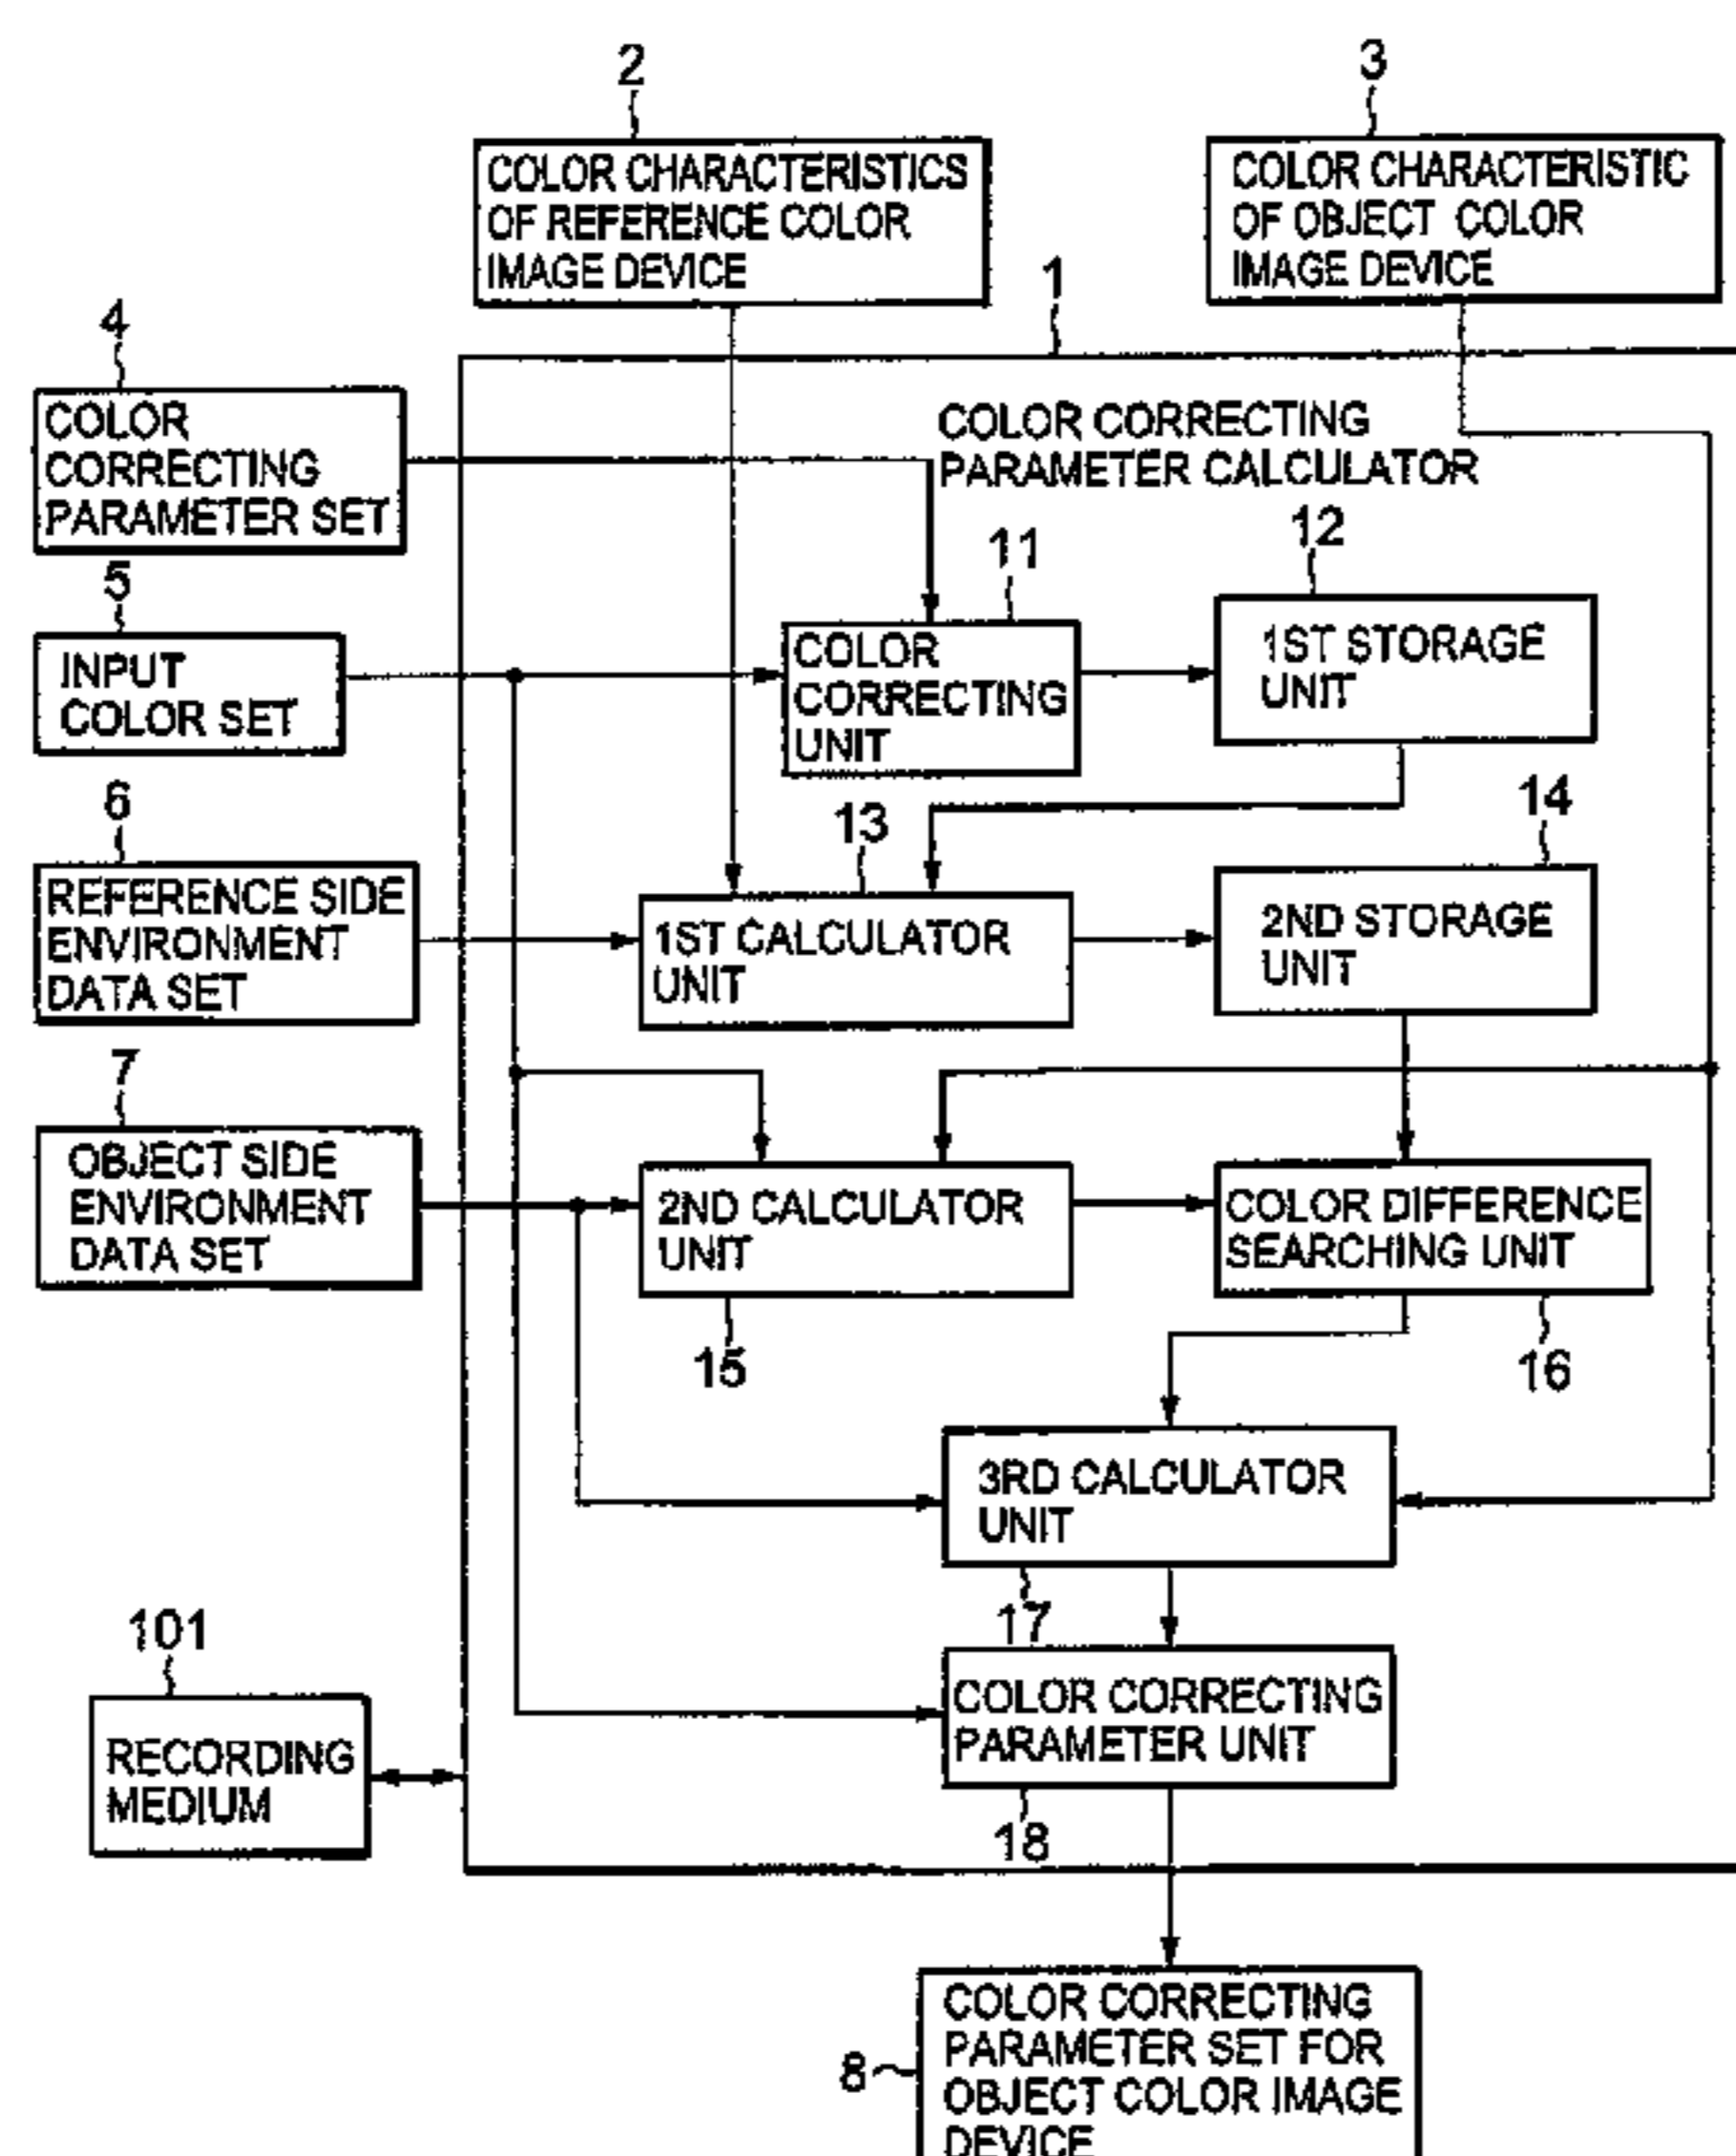 2
3
COLOR CHARACTERISTICS
OF REFERENCE COLOR
IMAGE DEVICE
COLOR CHARACTERISTIC
OF OBJECT COLOR
IMAGE DEVICE
1
4
COLOR
CORRECTING
PARAMETER SET
COLOR CORRECTING
PARAMETER CALCULATOR
5
INPUT
COLOR SET
11
COLOR
CORRECTING
UNIT
12
1ST STORAGE
UNIT
6
REFERENCE SIDE
ENVIRONMENT
DATA SET
13
1ST CALCULATOR
UNIT
14
2ND STORAGE
UNIT
7
OBJECT SIDE
ENVIRONMENT
DATA SET
2ND CALCULATOR
UNIT
15
COLOR DIFFERENCE
SEARCHING UNIT
16
3RD CALCULATOR
UNIT
17
101
RECORDING
MEDIUM
COLOR CORRECTING
PARAMETER UNIT
18
8
COLOR CORRECTING
PARAMETER SET FOR
OBJECT COLOR IMAGE
DEVICE